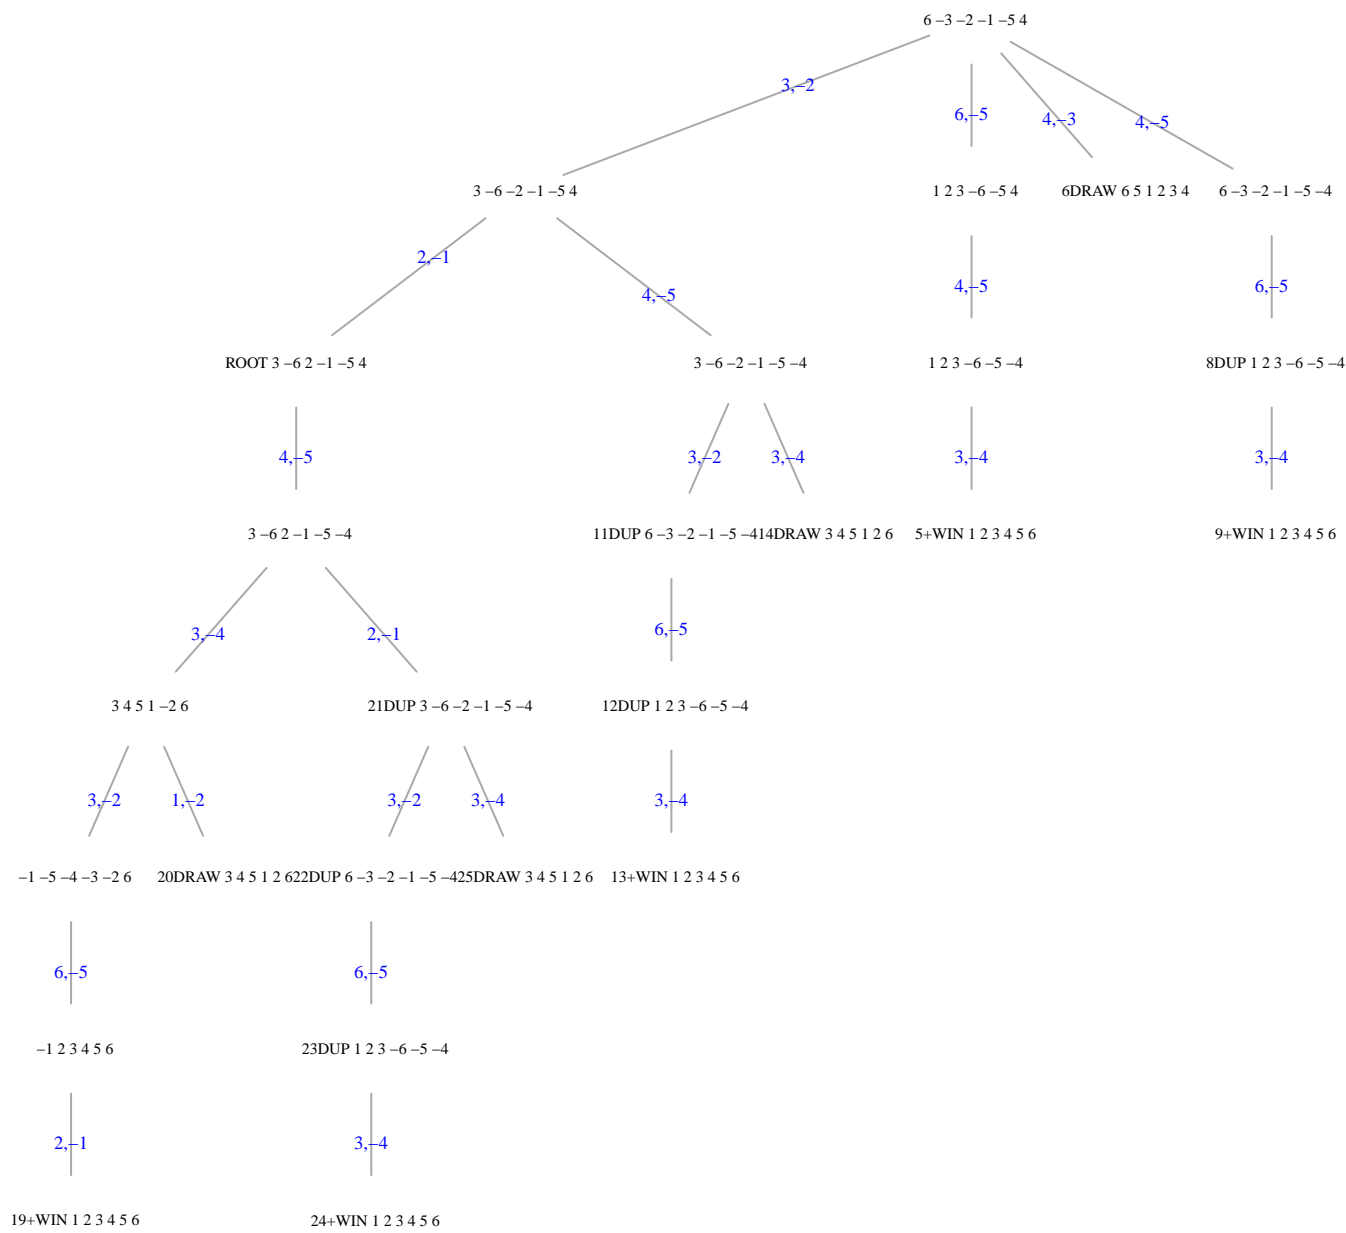 6 –3 –2 –1 –5 4
3,–2
6,–5
4,–3
4,–5
3 –6 –2 –1 –5 4
1 2 3 –6 –5 4
6DRAW 6 5 1 2 3 4
6 –3 –2 –1 –5 –4
2,–1
4,–5
4,–5
6,–5
ROOT 3 –6 2 –1 –5 4
3 –6 –2 –1 –5 –4
1 2 3 –6 –5 –4
8DUP 1 2 3 –6 –5 –4
4,–5
3,–2
3,–4
3,–4
3,–4
3 –6 2 –1 –5 –4
11DUP 6 –3 –2 –1 –5 –4
14DRAW 3 4 5 1 2 6
5+WIN 1 2 3 4 5 6
9+WIN 1 2 3 4 5 6
3,–4
2,–1
6,–5
3 4 5 1 –2 6
21DUP 3 –6 –2 –1 –5 –4
12DUP 1 2 3 –6 –5 –4
3,–2
1,–2
3,–2
3,–4
3,–4
–1 –5 –4 –3 –2 6
20DRAW 3 4 5 1 2 6
22DUP 6 –3 –2 –1 –5 –4
25DRAW 3 4 5 1 2 6
13+WIN 1 2 3 4 5 6
6,–5
6,–5
–1 2 3 4 5 6
23DUP 1 2 3 –6 –5 –4
2,–1
3,–4
19+WIN 1 2 3 4 5 6
24+WIN 1 2 3 4 5 6